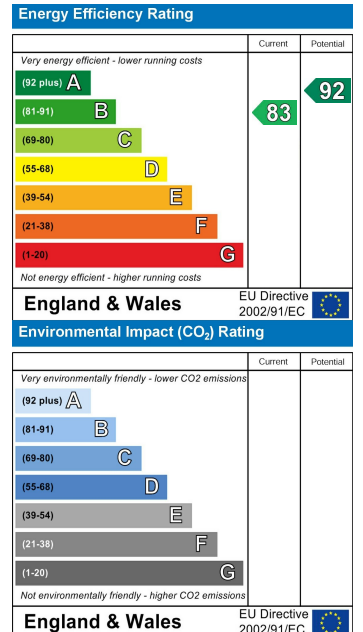 Energy Efficiency Rating
Current Potential
Very energy efficient - lower running costs
(92 plus) A
(81-91) B
(69-80) C
(55-68) D
(39-54) E
(21-38) F
(1-20) G
83
92
Not energy efficient - higher running costs
England & Wales
EU Directive
2002/91/EC
Environmental Impact (CO₂) Rating
Current Potential
Very environmentally friendly - lower CO2 emissions
(92 plus) A
(81-91) B
(69-80) C
(55-68) D
(39-54) E
(21-38) F
(1-20) G
Not environmentally friendly - higher CO2 emissions
England & Wales
EU Directive
2002/91/EC